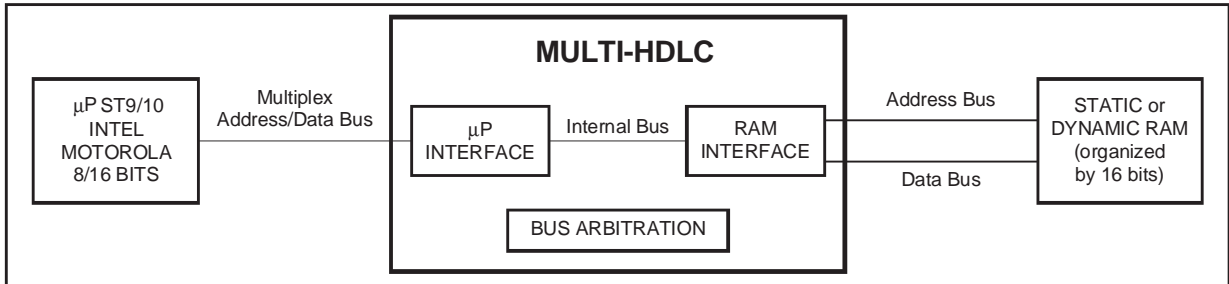 MULTI-HDLC
μP ST9/10
INTEL
MOTOROLA
8/16 BITS
Multiplex
Address/Data Bus
μP
INTERFACE
Internal Bus
RAM
INTERFACE
BUS ARBITRATION
Address Bus
Data Bus
STATIC or
DYNAMIC RAM
(organized
by 16 bits)